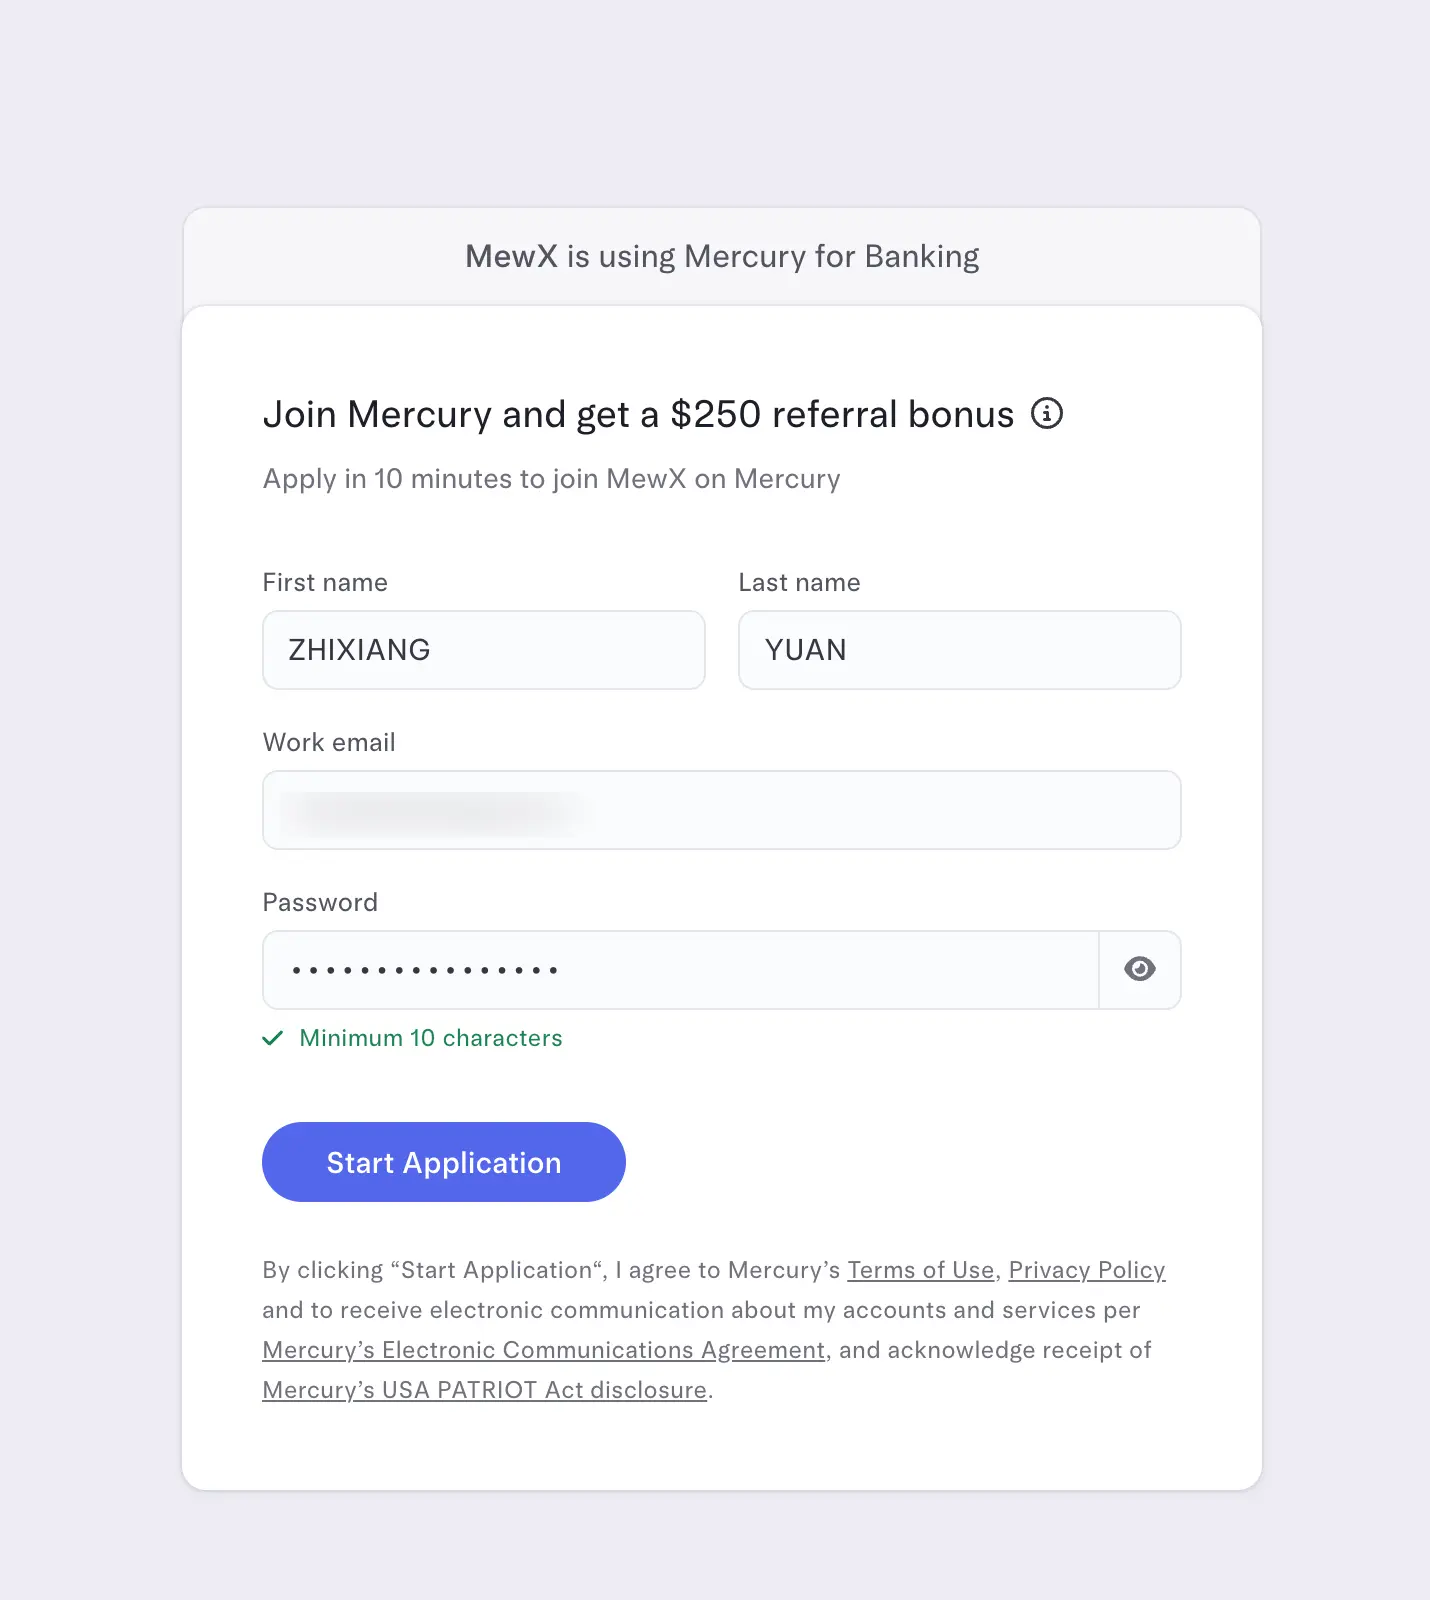 MewX is using Mercury for Banking
Join Mercury and get a $250 referral bonus
Apply in 10 minutes to join MewX on Mercury
First name
Last name
ZHIXIANG
YUAN
Work email
Password
••••••••••••••••
Minimum 10 characters
Start Application
By clicking “Start Application“, I agree to Mercury’s Terms of Use, Privacy Policy
and to receive electronic communication about my accounts and services per
Mercury’s Electronic Communications Agreement, and acknowledge receipt of
Mercury’s USA PATRIOT Act disclosure.